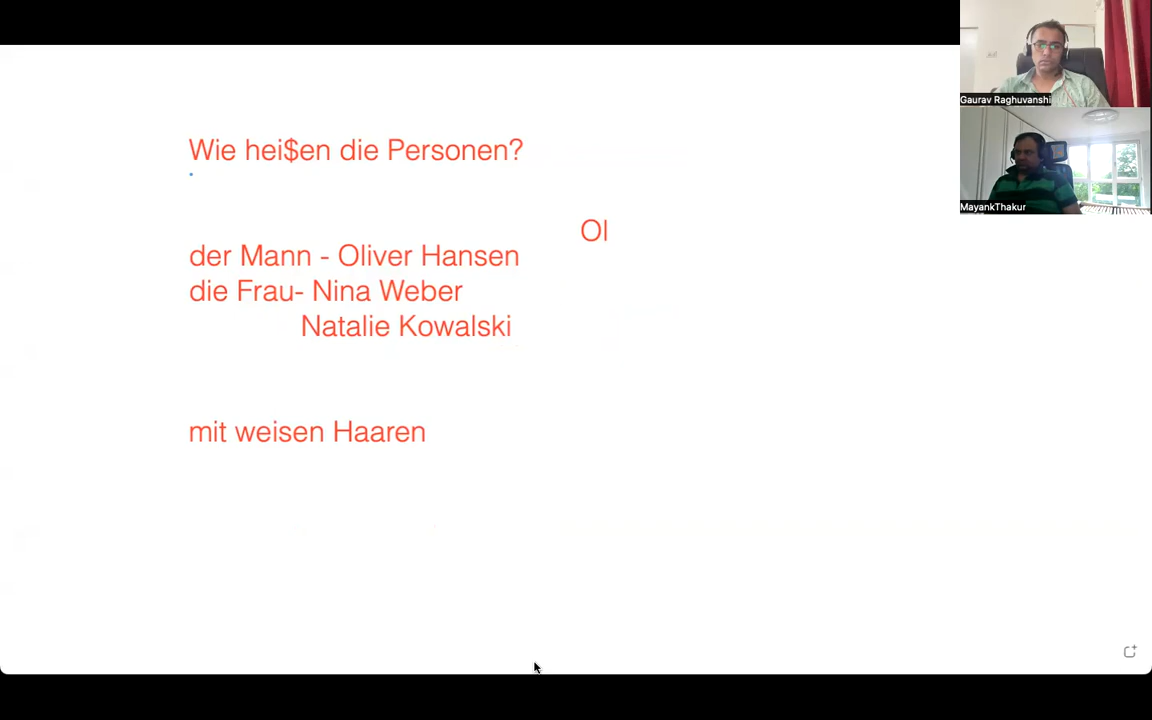 Gaurav Raghuvanshi
Wie hei$en die Personen?
MayankThakur
Ol
der Mann - Oliver Hansen
die Frau- Nina Weber
Natalie Kowalski
mit weisen Haaren